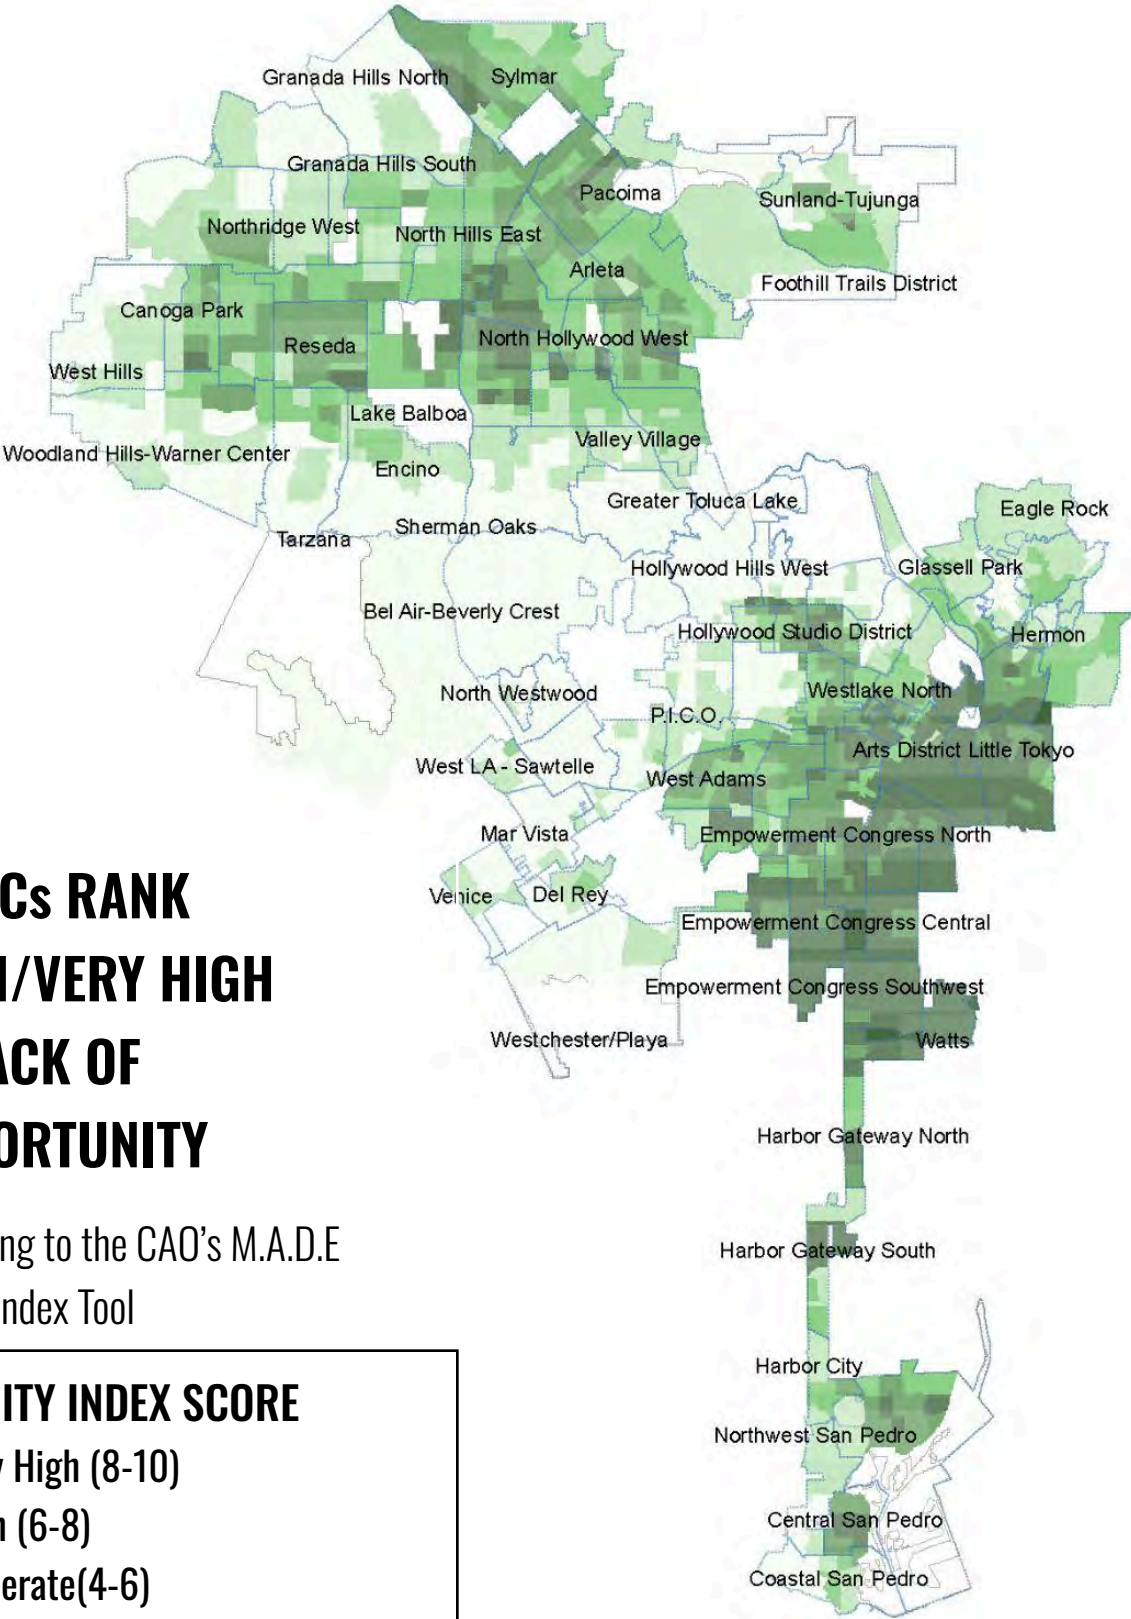 Granada Hills North
Sylmar
Granada Hills South
Pacoima
Sunland-Tujunga
Northridge West
North Hills East
Arleta
Foothill Trails District
Canoga Park
Reseda
North Hollywood West
West Hills
Lake Balboa
Valley Village
Woodland Hills-Warner Center
Encino
Greater Toluca Lake
Eagle Rock
Sherman Oaks
Tarzana
Hollywood Hills West
Glassell Park
Bel Air-Beverly Crest
Hollywood Studio District
Hermon
North Westwood
Westlake North
P.I.C.O.
Arts District Little Tokyo
West LA - Sawtelle
West Adams
Mar Vista
Empowerment Congress North
Venice
Del Rey
Empowerment Congress Central
Empowerment Congress Southwest
Westchester/Playa
Watts
Harbor Gateway North
Harbor Gateway South
Harbor City
Northwest San Pedro
Central San Pedro
Coastal San Pedro
Cs RANK
/VERY HIGH
ACK OF
ORTUNITY
ng to the CAO's M.A.D.E
ndex Tool
ITY INDEX SCORE
High (8-10)
(6-8)
erate(4-6)